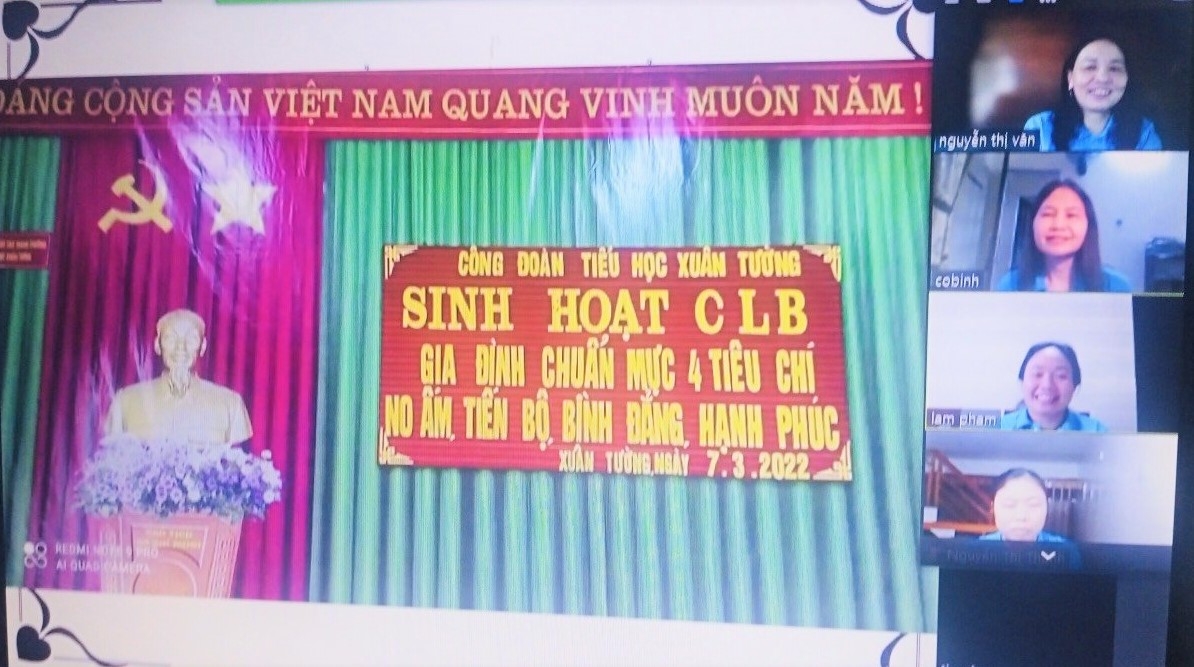 ĐẢNG CỘNG SẢN VIỆT NAM QUANG VINH MUÔN NĂM !
CÔNG ĐOÀN TIỂU HỌC XUÂN TƯỜNG
SINH HOẠT CLB
GIA ĐÌNH CHUẨN MỰC 4 TIÊU CHÍ
NO ẤM, TIẾN BỘ, BÌNH ĐẲNG, HẠNH PHÚC
XUÂN TƯỜNG, NGÀY 7.3.2022
REDMI NOTE 9 PRO
AI QUAD CAMERA
nguyễn thị vân
cobinh
lam pham